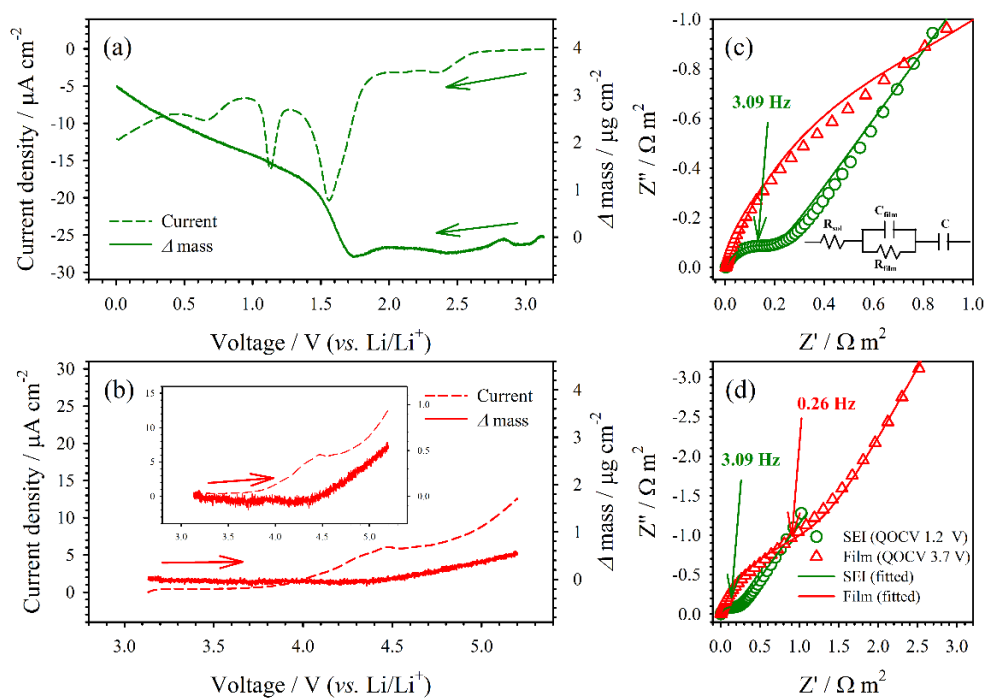 (a)
Current density / μA cm⁻²
0
-5
-10
-15
-20
-25
-30
Current
Δ mass
4
3
2
1
0
Δ mass / μg cm⁻²
0.0 0.5 1.0 1.5 2.0 2.5 3.0
Voltage / V (vs. Li/Li⁺)
(c)
Z'' / Ω m²
-1.0
-0.8
-0.6
-0.4
-0.2
0.0
3.09 Hz
R_sol
C_film
R_film
C
0.0 0.2 0.4 0.6 0.8 1.0
Z' / Ω m²
(b)
Current density / μA cm⁻²
30
25
20
15
10
5
0
15
10
5
0
1.0
0.5
0.0
3.0 3.5 4.0 4.5 5.0
Current
Δ mass
4
3
2
1
0
Δ mass / μg cm⁻²
3.0 3.5 4.0 4.5 5.0
Voltage / V (vs. Li/Li⁺)
(d)
Z'' / Ω m²
-3.0
-2.5
-2.0
-1.5
-1.0
-0.5
0.0
0.26 Hz
3.09 Hz
SEI (QOCV 1.2 V)
Film (QOCV 3.7 V)
SEI (fitted)
Film (fitted)
0.0 0.5 1.0 1.5 2.0 2.5 3.0
Z' / Ω m²